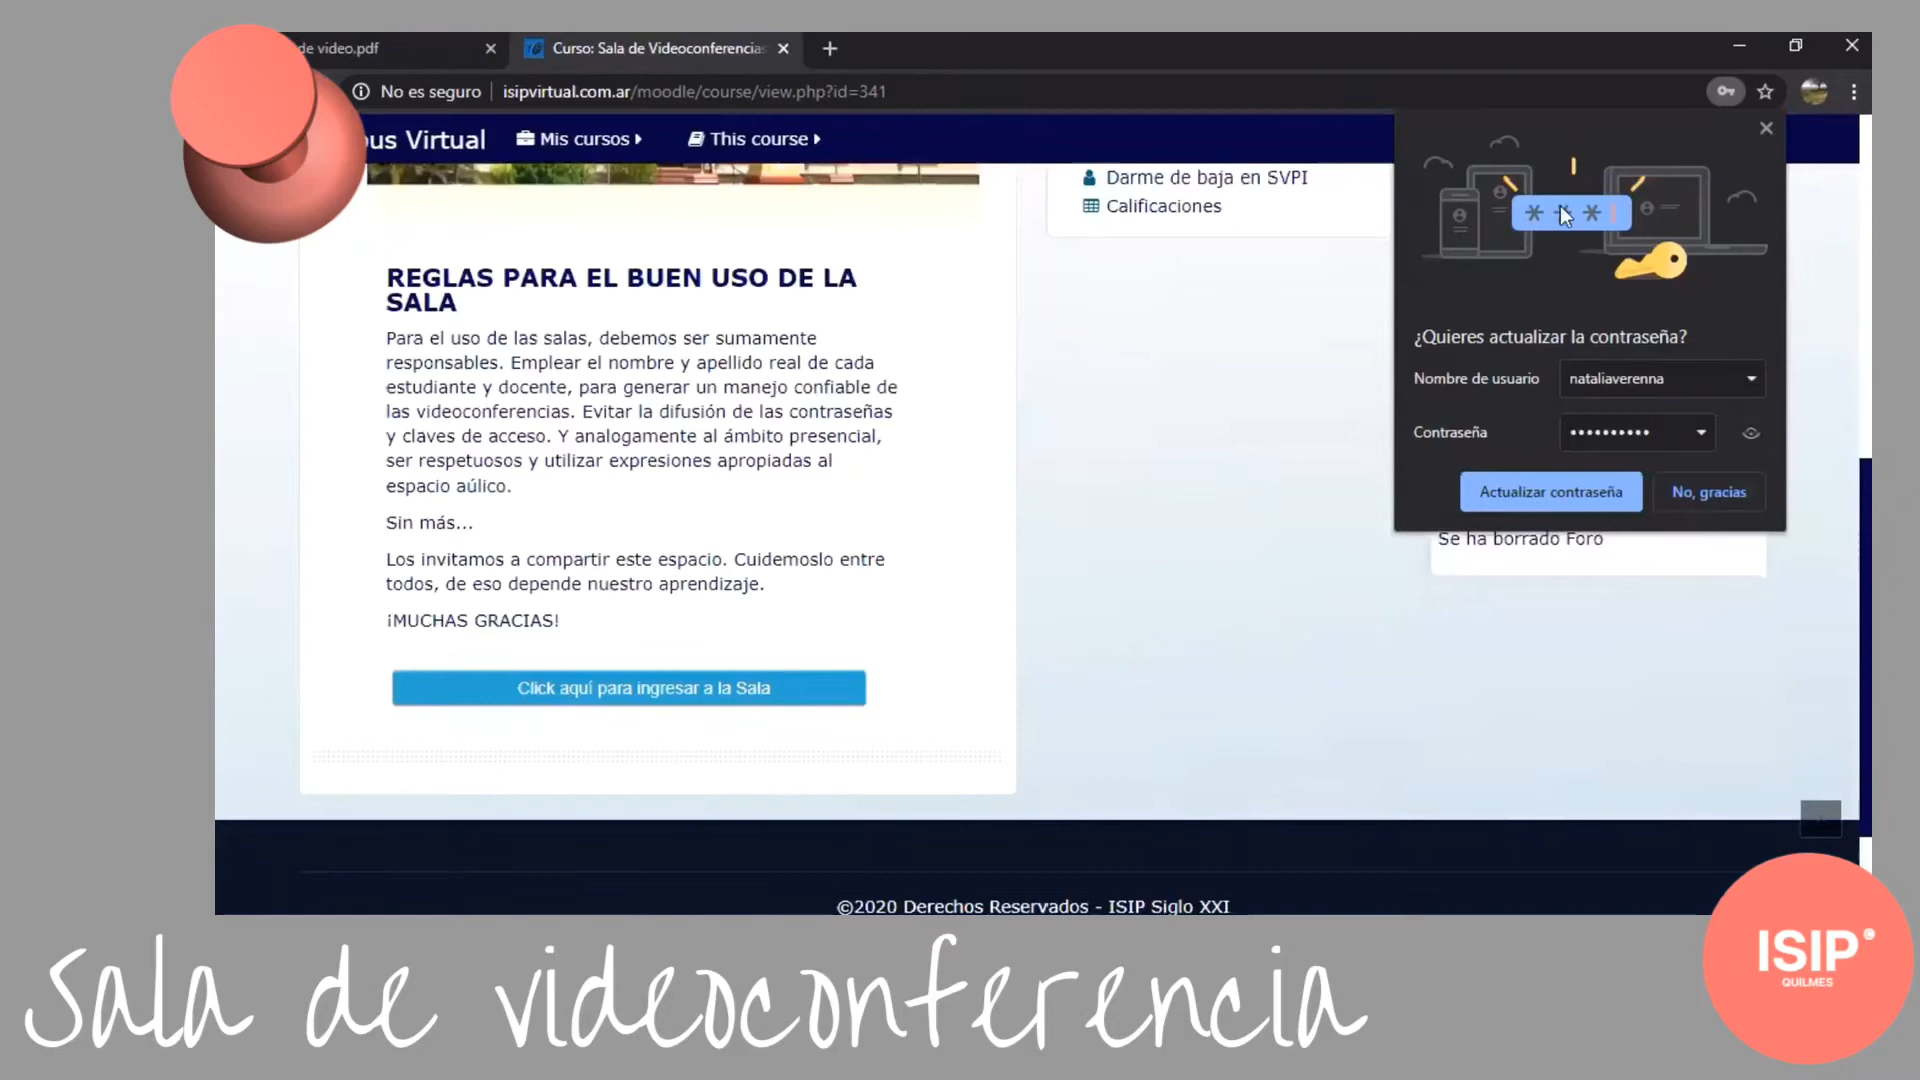 de video.pdf
Curso: Sala de Videoconferencias
No es seguro
isipvirtual.com.ar/moodle/course/view.php?id=341
Virtual
Mis cursos
This course
Darme de baja en SVPI
Calificaciones
REGLAS PARA EL BUEN USO DE LA
SALA
Para el uso de las salas, debemos ser sumamente
responsables. Emplear el nombre y apellido real de cada
estudiante y docente, para generar un manejo confiable de
las videoconferencias. Evitar la difusión de las contraseñas
y claves de acceso. Y analogamente al ámbito presencial,
ser respetuosos y utilizar expresiones apropiadas al
espacio aúlico.
Sin más...
Los invitamos a compartir este espacio. Cuidemoslo entre
todos, de eso depende nuestro aprendizaje.
¡MUCHAS GRACIAS!
Click aquí para ingresar a la Sala
¿Quieres actualizar la contraseña?
Nombre de usuario
nataliaverenna
Contraseña
••••••••••
Actualizar contraseña
No, gracias
Se ha borrado Foro
©2020 Derechos Reservados - ISIP Siglo XXI
Sala de videoconferencia
ISIP
QUILMES